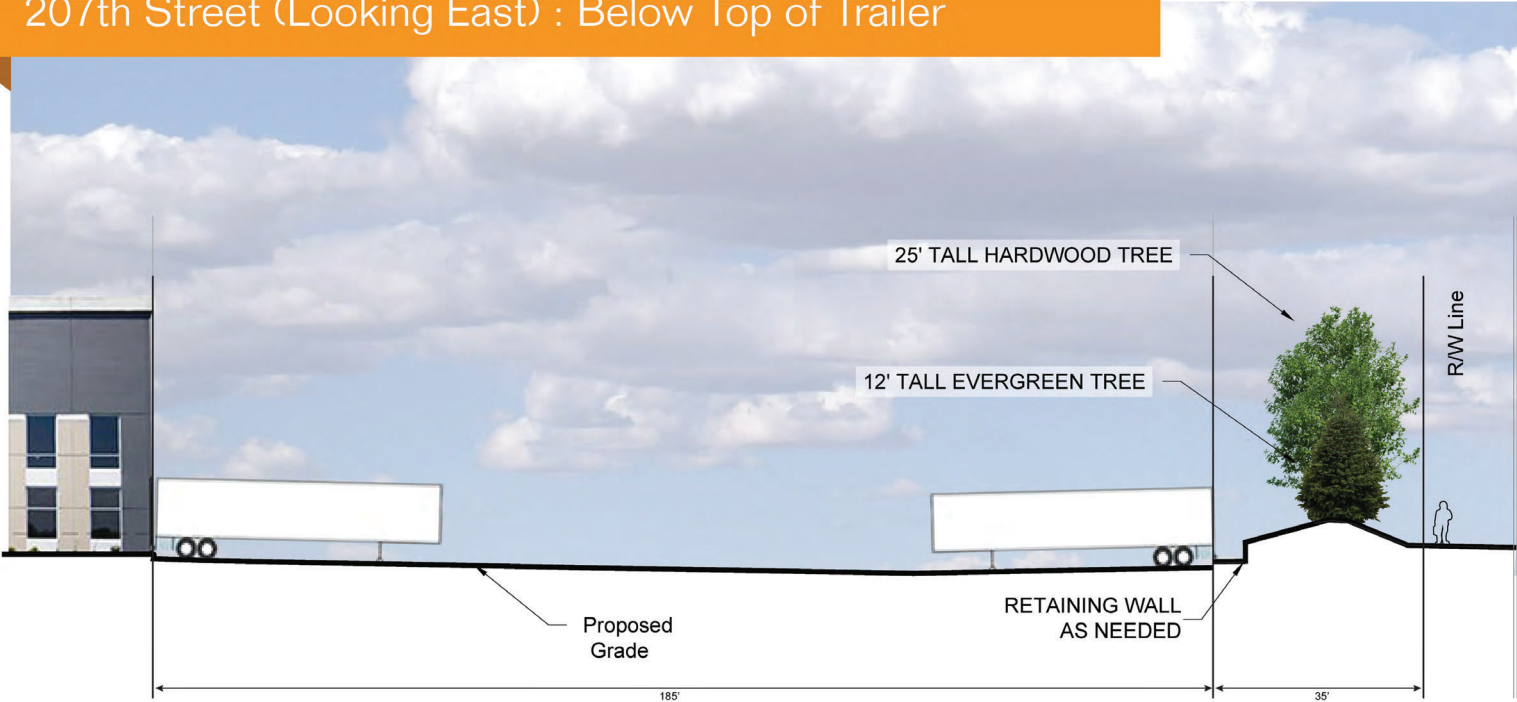 207th Street (Looking East) : Below Top of Trailer
25' TALL HARDWOOD TREE
12' TALL EVERGREEN TREE
R/W Line
RETAINING WALL
AS NEEDED
Proposed
Grade
185'
35'